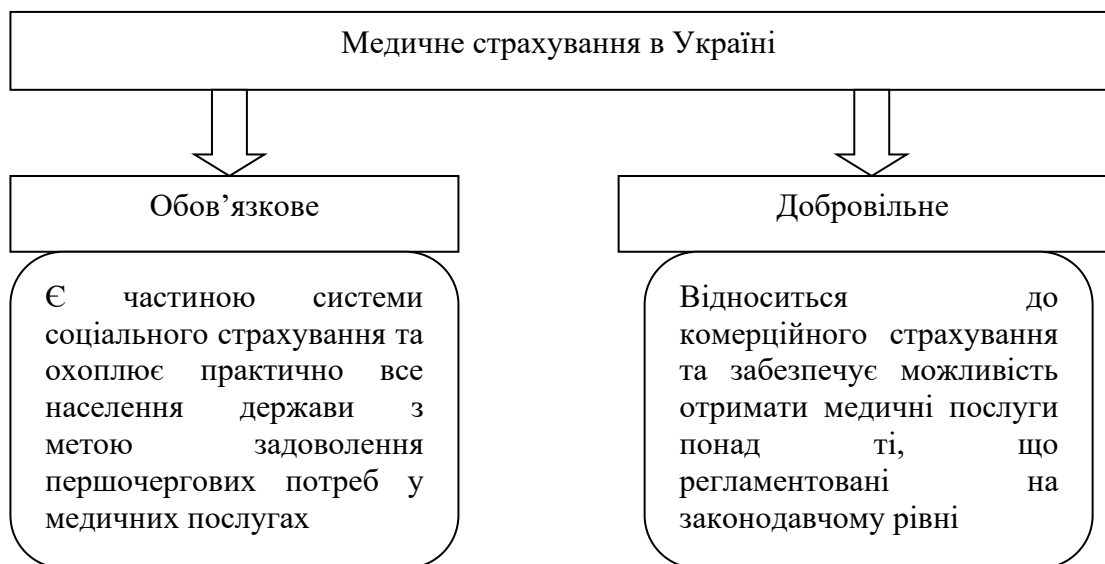 Медичне страхування в Україні
Обов’язкове
Є частиною системи
соціального страхування та
охоплює практично все
населення держави з
метою задоволення
першочергових потреб у
медичних послугах
Добровільне
Відноситься до
комерційного страхування
та забезпечує можливість
отримати медичні послуги
понад ті, що
регламентовані на
законодавчому рівні